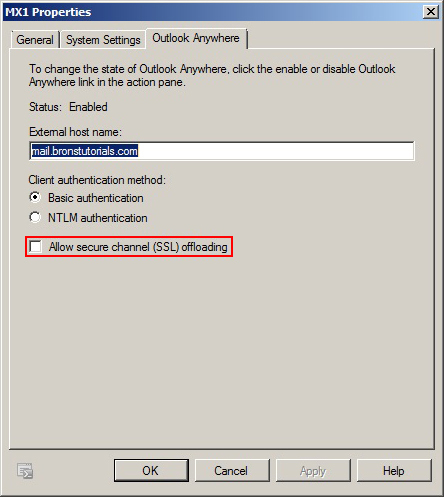 MX1 Properties
General
System Settings
Outlook Anywhere
To change the state of Outlook Anywhere, click the enable or disable Outlook
Anywhere link in the action pane.
Status: Enabled
External host name:
mail.bronstutorials.com
Client authentication method:
Basic authentication
NTLM authentication
Allow secure channel (SSL) offloading
OK
Cancel
Apply
Help